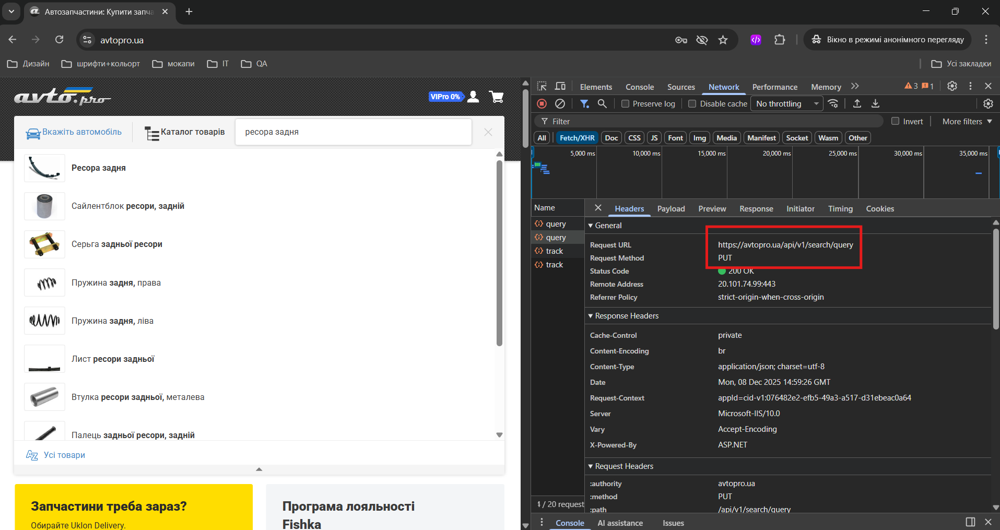 Автозапчастини: Купити запча
avtopro.ua
Вікно в режимі анонімного перегляду
Дизайн
шрифти+кольорт
мокапи
IT
QA
Усі закладки
avto.pro
VIPro 0%
Вкажіть автомобіль
Каталог товарів
ресора задня
Ресора задня
Сайлентблок ресори, задній
Серьга задньої ресори
Пружина задня, права
Пружина задня, ліва
Лист ресори задньої
Втулка ресори задньої, металева
Палець задньої ресори, задній
Усі товари
Запчастини треба зараз?
Обирайте Uklon Delivery.
Програма лояльності
Fishka
Elements
Console
Sources
Network
Performance
Memory
3
1
Preserve log
Disable cache
No throttling
Filter
Invert
More filters
All
Fetch/XHR
Doc
CSS
JS
Font
Img
Media
Manifest
Socket
Wasm
Other
5,000 ms
10,000 ms
15,000 ms
20,000 ms
25,000 ms
30,000 ms
35,000 ms
Name
query
query
track
track
/ 20 request
Headers
Payload
Preview
Response
Initiator
Timing
Cookies
General
Request URL https://avtopro.ua/api/v1/search/query
Request Method PUT
Status Code 200 OK
Remote Address 20.101.74.99:443
Referrer Policy strict-origin-when-cross-origin
Response Headers
Cache-Control private
Content-Encoding br
Content-Type application/json; charset=utf-8
Date Mon, 08 Dec 2025 14:59:26 GMT
Request-Context appId=cid-v1:076482e2-efb5-49a3-a517-d31ebeac0a64
Server Microsoft-IIS/10.0
Vary Accept-Encoding
X-Powered-By ASP.NET
Request Headers
:authority avtopro.ua
:method PUT
:path /api/v1/search/query
Console
AI assistance
Issues